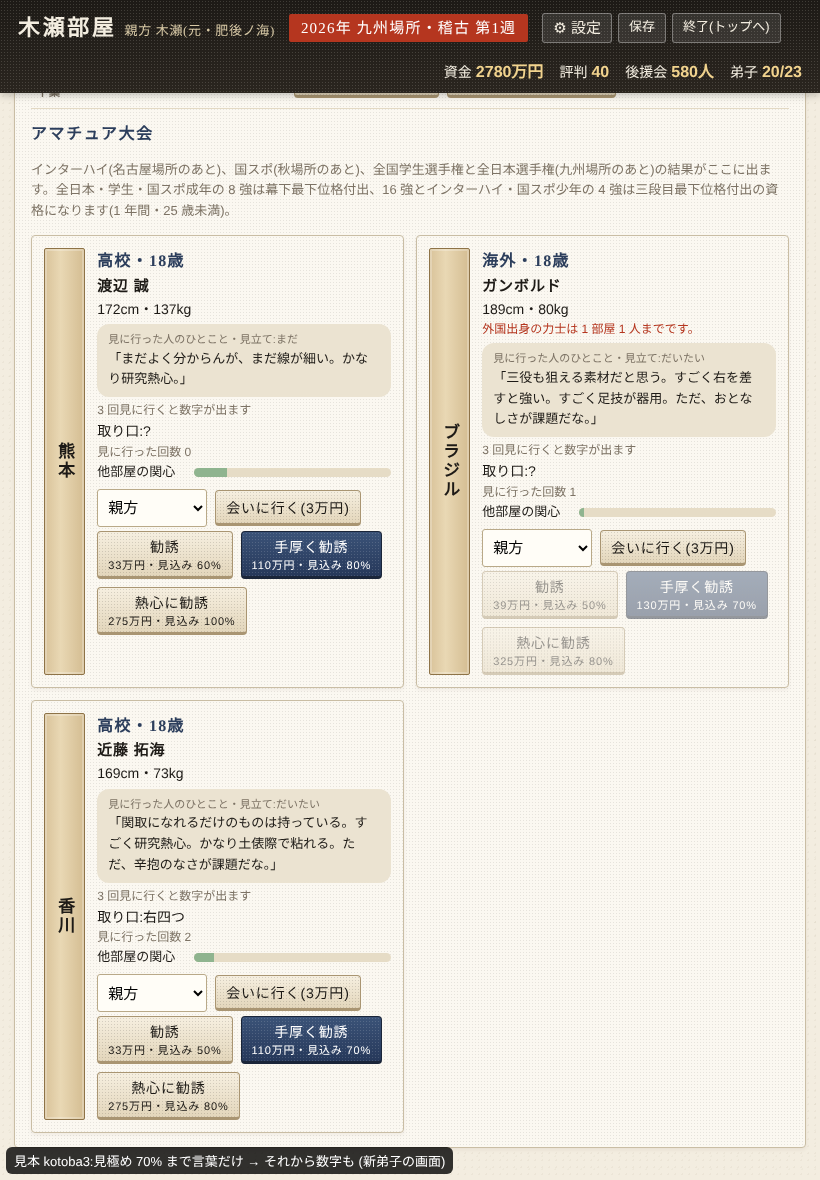 木瀬部屋 親方 木瀬(元・肥後ノ海) 2026年 九州場所・稽古 第1週 ⚙ 設定 保存 終了(トップへ)
資金 2780万円 評判 40 後援会 580人 弟子 20/23
アマチュア大会
インターハイ(名古屋場所のあと)、国スポ(秋場所のあと)、全国学生選手権と全日本選手権(九州場所のあと)の結果がここに出ま
す。全日本・学生・国スポ成年の 8 強は幕下最下位格付出、16 強とインターハイ・国スポ少年の 4 強は三段目最下位格付出の資
格になります(1 年間・25 歳未満)。
熊本
高校・18歳
渡辺 誠
172cm・137kg
見に行った人のひとこと・見立て:まだ
「まだよく分からんが、まだ線が細い。かな
り研究熱心。」
3 回見に行くと数字が出ます
取り口:?
見に行った回数 0
他部屋の関心
親方 会いに行く(3万円)
勧誘 手厚く勧誘
33万円・見込み 60% 110万円・見込み 80%
熱心に勧誘
275万円・見込み 100%
ブラジル
海外・18歳
ガンボルド
189cm・80kg
外国出身の力士は 1 部屋 1 人までです。
見に行った人のひとこと・見立て:だいたい
「三役も狙える素材だと思う。すごく右を差
すと強い。すごく足技が器用。ただ、おとな
しさが課題だな。」
3 回見に行くと数字が出ます
取り口:?
見に行った回数 1
他部屋の関心
親方 会いに行く(3万円)
勧誘 手厚く勧誘
39万円・見込み 50% 130万円・見込み 70%
熱心に勧誘
325万円・見込み 80%
香川
高校・18歳
近藤 拓海
169cm・73kg
見に行った人のひとこと・見立て:だいたい
「関取になれるだけのものは持っている。す
ごく研究熱心。かなり土俵際で粘れる。た
だ、辛抱のなさが課題だな。」
3 回見に行くと数字が出ます
取り口:右四つ
見に行った回数 2
他部屋の関心
親方 会いに行く(3万円)
勧誘 手厚く勧誘
33万円・見込み 50% 110万円・見込み 70%
熱心に勧誘
275万円・見込み 80%
見本 kotoba3:見極め 70% まで言葉だけ → それから数字も (新弟子の画面)